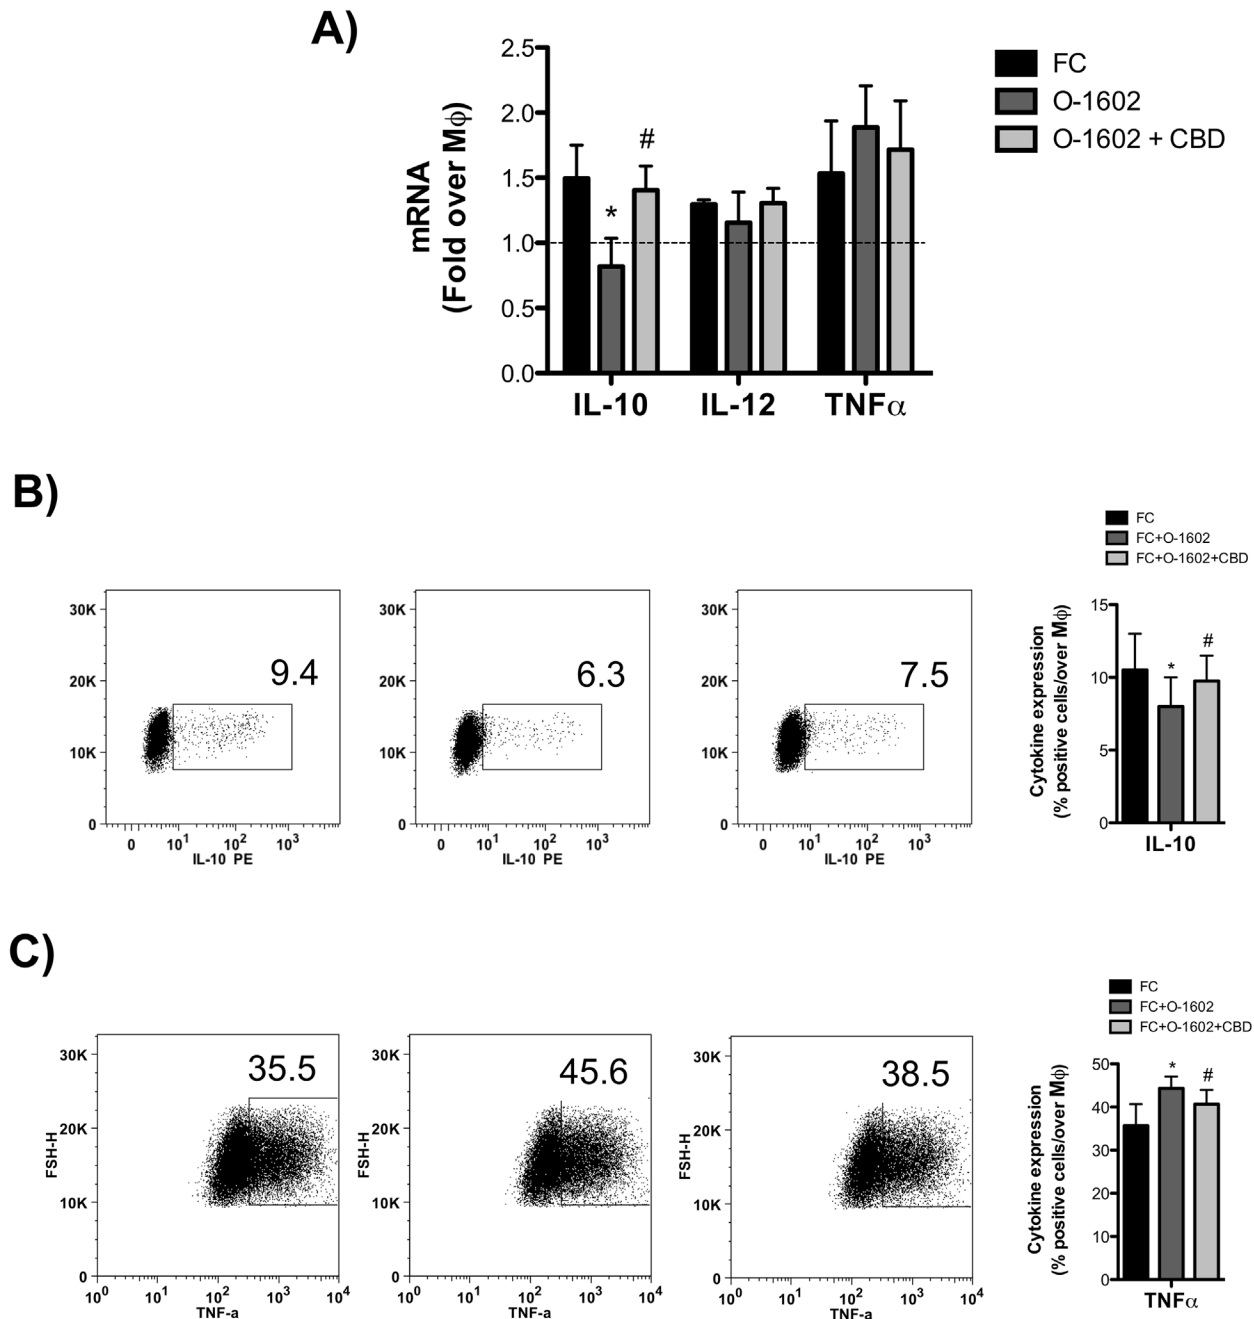 A)
mRNA
(Fold over Mϕ)
2.5
2.0
1.5
1.0
0.5
0.0
*
#
IL-10
IL-12
TNFα
FC
O-1602
O-1602 + CBD
B)
30K
20K
10K
0
9.4
0
10¹
10²
10³
IL-10 PE
30K
20K
10K
0
6.3
0
10¹
10²
10³
IL-10 PE
30K
20K
10K
0
7.5
0
10¹
10²
10³
IL-10 PE
FC
FC+O-1602
FC+O-1602+CBD
Cytokine expression
(% positive cells/over Mϕ)
15
10
5
0
*
#
IL-10
C)
FSH-H
30K
20K
10K
0
35.5
10⁰
10¹
10²
10³
10⁴
TNF-a
30K
20K
10K
0
45.6
10⁰
10¹
10²
10³
10⁴
TNF-a
FSH-H
30K
20K
10K
0
38.5
10⁰
10¹
10²
10³
10⁴
TNF-a
FC
FC+O-1602
FC+O-1602+CBD
Cytokine expression
(% positive cells/over Mϕ)
50
40
30
20
10
0
*
#
TNFα